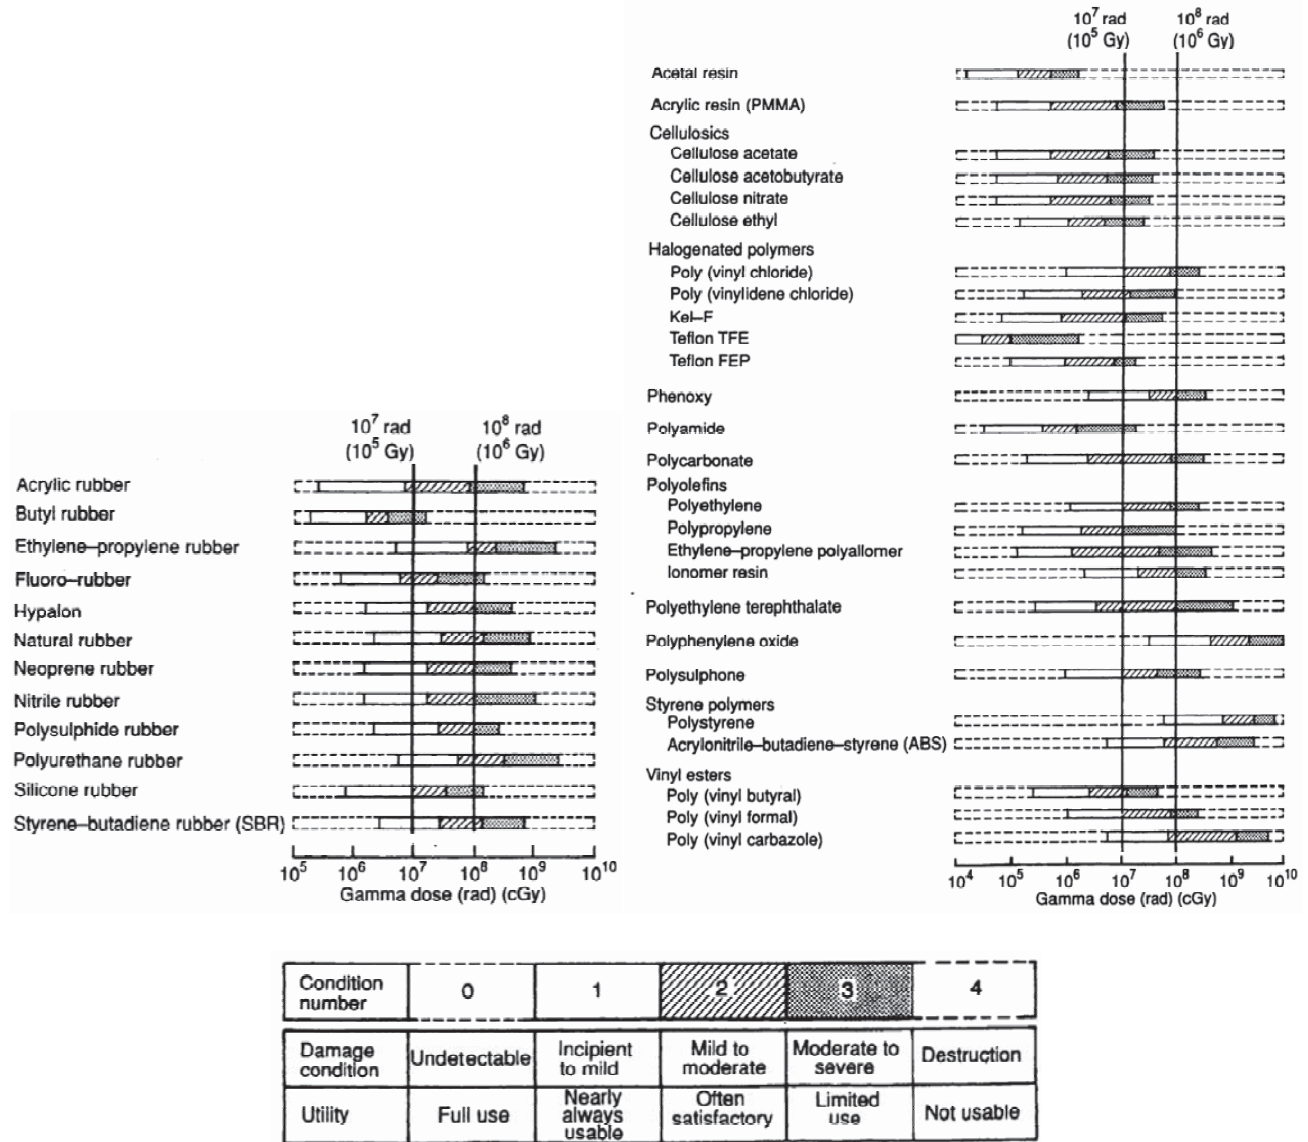 10⁷ rad
(10⁵ Gy)
10⁸ rad
(10⁶ Gy)
Acetal resin
Acrylic resin (PMMA)
Cellulosics
Cellulose acetate
Cellulose acetobutyrate
Cellulose nitrate
Cellulose ethyl
Halogenated polymers
Poly (vinyl chloride)
Poly (vinylidene chloride)
Kel–F
Teflon TFE
Teflon FEP
Phenoxy
Polyamide
Polycarbonate
Polyolefins
Polyethylene
Polypropylene
Ethylene–propylene polyallomer
Ionomer resin
Polyethylene terephthalate
Polyphenylene oxide
Polysulphone
Styrene polymers
Polystyrene
Acrylonitrile–butadiene–styrene (ABS)
Vinyl esters
Poly (vinyl butyral)
Poly (vinyl formal)
Poly (vinyl carbazole)
10⁴ 10⁵ 10⁶ 10⁷ 10⁸ 10⁹ 10¹⁰
Gamma dose (rad) (cGy)
10⁷ rad
(10⁵ Gy)
10⁸ rad
(10⁶ Gy)
Acrylic rubber
Butyl rubber
Ethylene–propylene rubber
Fluoro–rubber
Hypalon
Natural rubber
Neoprene rubber
Nitrile rubber
Polysulphide rubber
Polyurethane rubber
Silicone rubber
Styrene–butadiene rubber (SBR)
10⁵ 10⁶ 10⁷ 10⁸ 10⁹ 10¹⁰
Gamma dose (rad) (cGy)
Condition
number
0
1
2
3
4
Damage
condition
Undetectable
Incipient
to mild
Mild to
moderate
Moderate to
severe
Destruction
Utility
Full use
Nearly
always
usable
Often
satisfactory
Limited
use
Not usable